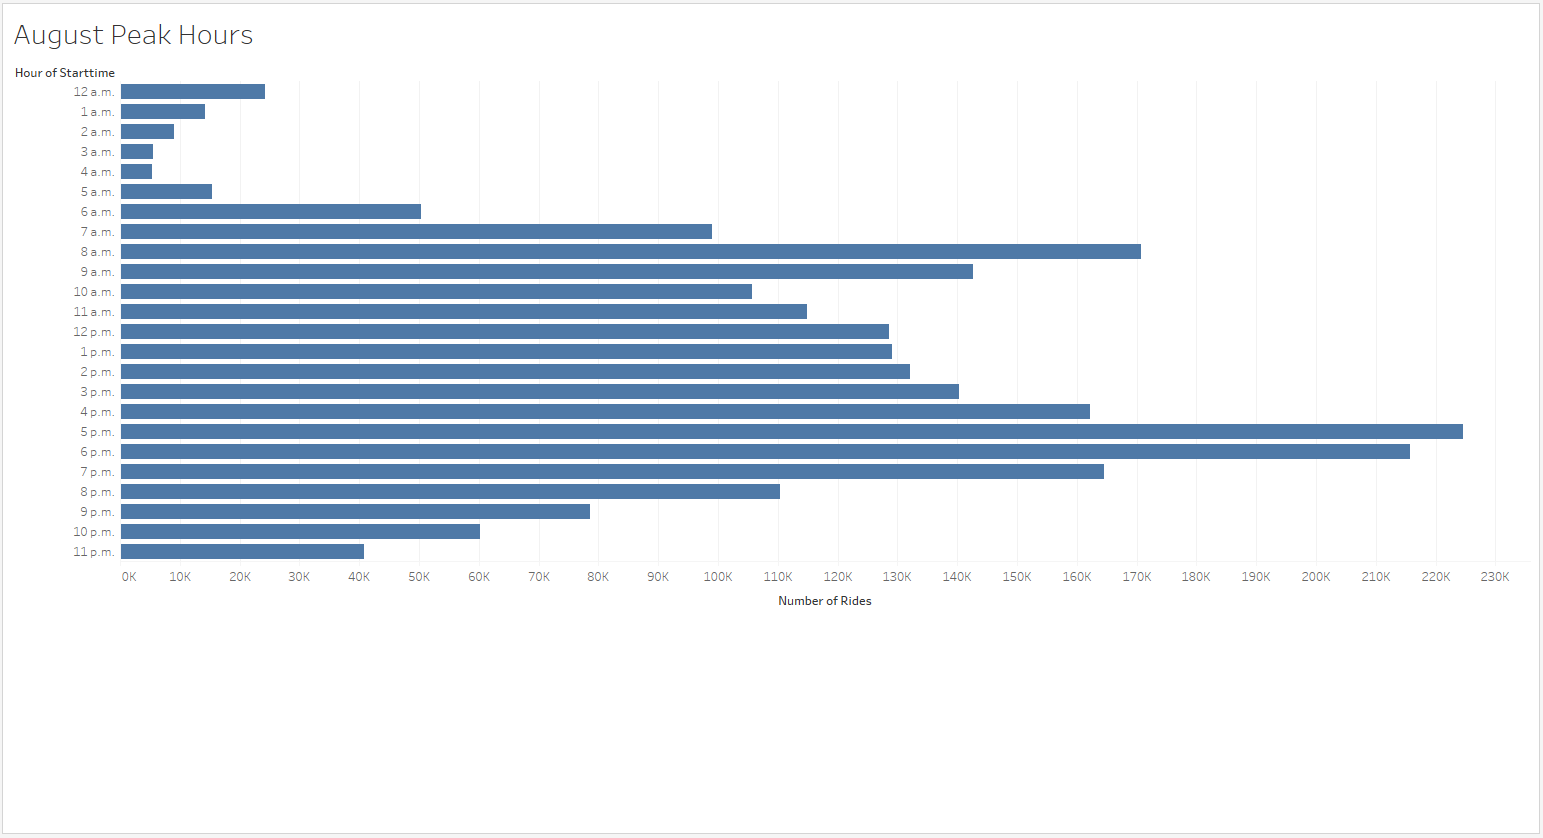 August Peak Hours
Hour of Starttime
12 a.m.
1 a.m.
2 a.m.
3 a.m.
4 a.m.
5 a.m.
6 a.m.
7 a.m.
8 a.m.
9 a.m.
10 a.m.
11 a.m.
12 p.m.
1 p.m.
2 p.m.
3 p.m.
4 p.m.
5 p.m.
6 p.m.
7 p.m.
8 p.m.
9 p.m.
10 p.m.
11 p.m.
0K 10K 20K 30K 40K 50K 60K 70K 80K 90K 100K 110K 120K 130K 140K 150K 160K 170K 180K 190K 200K 210K 220K 230K
Number of Rides